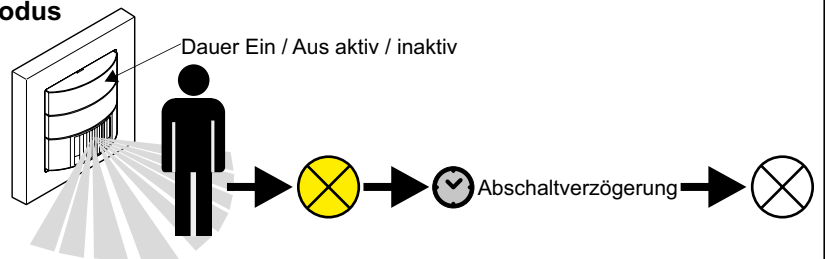 odus
Dauer Ein / Aus aktiv / inaktiv
Abschaltverzögerung